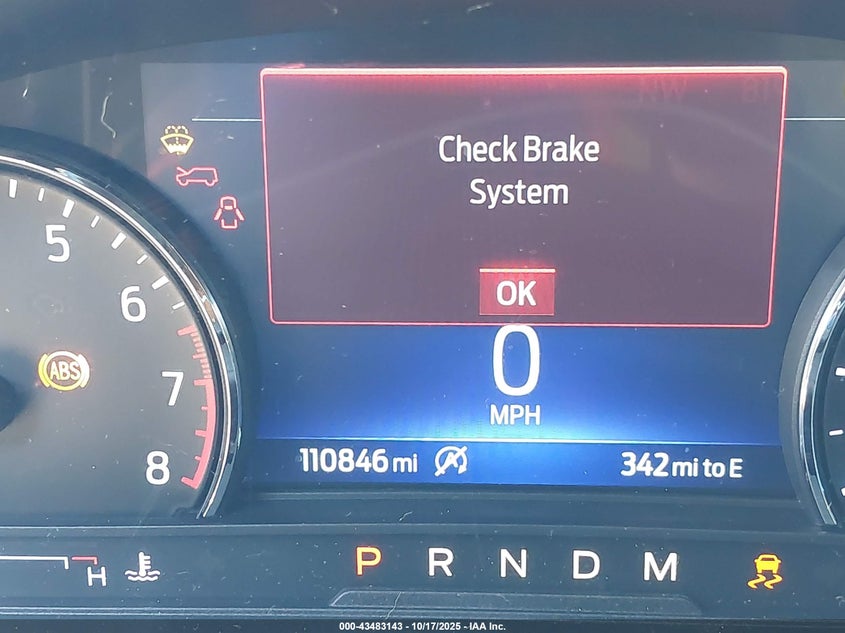 Check Brake
System
OK
5
6
ABS
7
8
0
MPH
110846 mi
A
342 mi to E
H
P R N D M
000-43483143 - 10/17/2025 - IAA Inc.